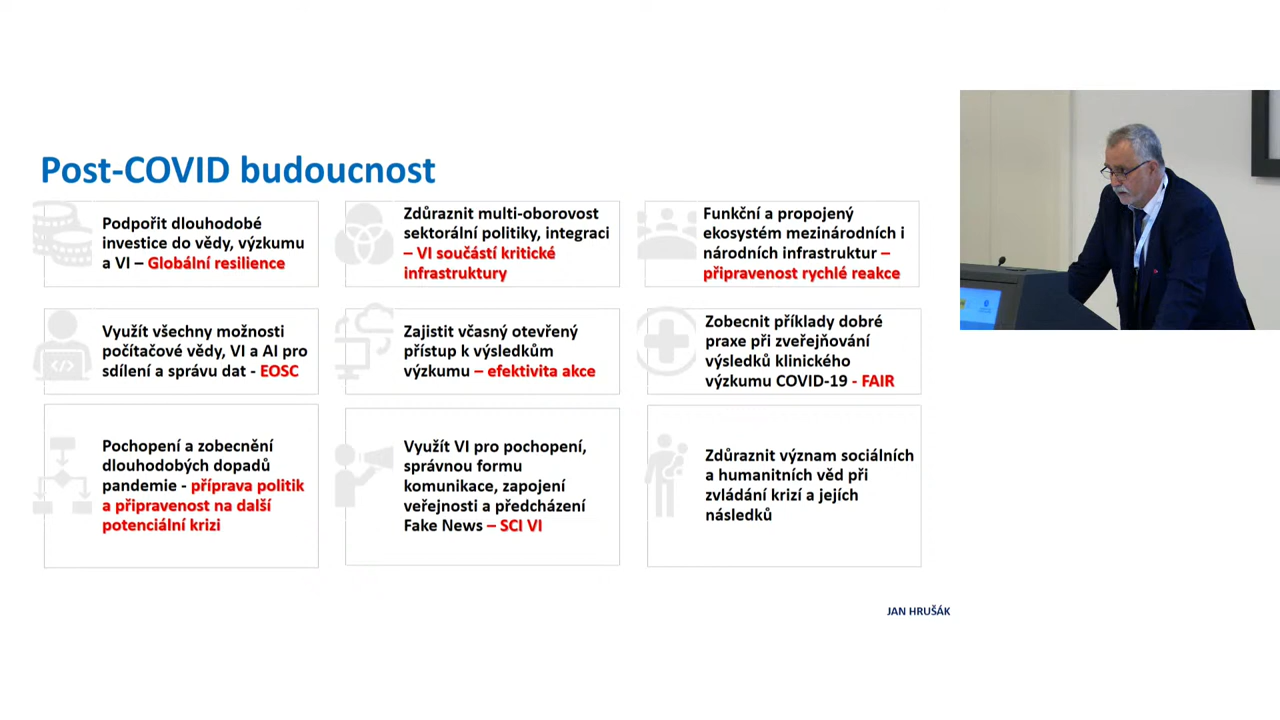 Post-COVID budoucnost
Podpořit dlouhodobé
investice do vědy, výzkumu
a VI – Globální resilience
Zdůraznit multi-oborovost
sektorální politiky, integraci
– VI součástí kritické
infrastruktury
Funkční a propojený
ekosystém mezinárodních i
národních infrastruktur –
připravenost rychlé reakce
Využít všechny možnosti
počítačové vědy, VI a AI pro
sdílení a správu dat - EOSC
Zajistit včasný otevřený
přístup k výsledkům
výzkumu – efektivita akce
Zobecnit příklady dobré
praxe při zveřejňování
výsledků klinického
výzkumu COVID-19 - FAIR
Pochopení a zobecnění
dlouhodobých dopadů
pandemie - příprava politik
a připravenost na další
potenciální krizi
Využít VI pro pochopení,
správnou formu
komunikace, zapojení
veřejnosti a předcházení
Fake News – SCI VI
Zdůraznit význam sociálních
a humanitních věd při
zvládání krizí a jejích
následků
JAN HRUŠÁK